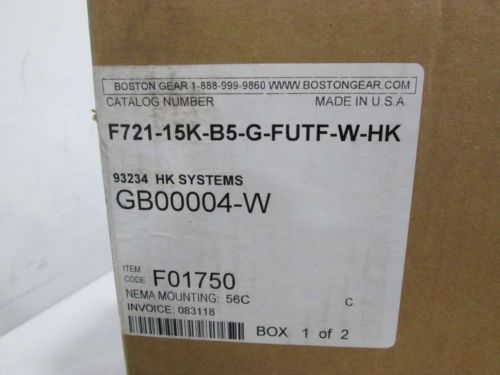 BOSTON GEAR 1-888-999-9860 WWW.BOSTONGEAR.COM
CATALOG NUMBER MADE IN U.S.A.
F721-15K-B5-G-FUTF-W-HK
93234 HK SYSTEMS
GB00004-W
ITEM CODE F01750
NEMA MOUNTING: 56C C
INVOICE: 083118
BOX 1 of 2